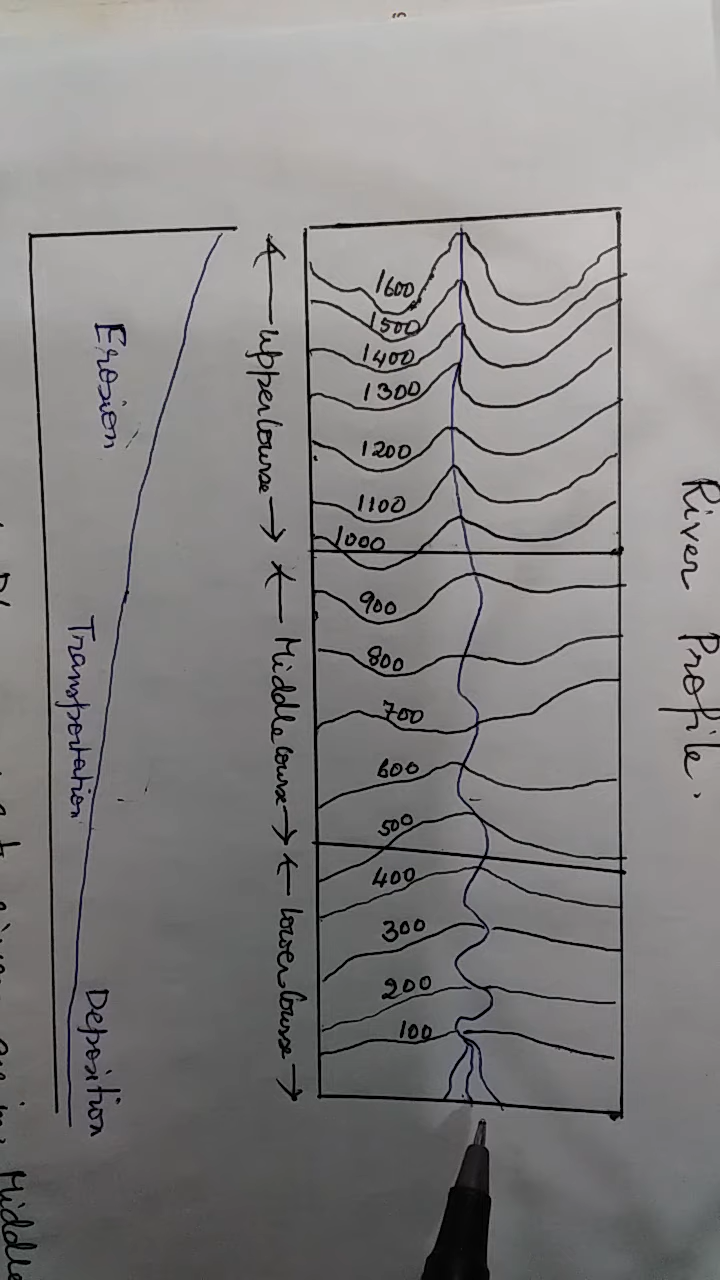 River Profile.
1600
1500
1400
1300
1200
1100
1000
900
800
700
600
500
400
300
200
100
upper course
Middle course
lower course
Erosion
Transportation
Deposition
Middle